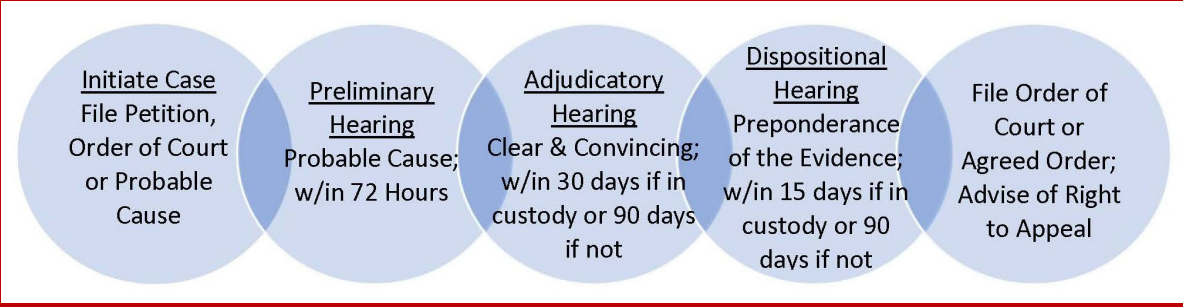 Initiate Case
File Petition,
Order of Court
or Probable
Cause
Preliminary
Hearing
Probable Cause;
w/in 72 Hours
Adjudicatory
Hearing
Clear & Convincing;
w/in 30 days if in
custody or 90 days
if not
Dispositional
Hearing
Preponderance
of the Evidence;
w/in 15 days if in
custody or 90
days if not
File Order of
Court or
Agreed Order;
Advise of Right
to Appeal